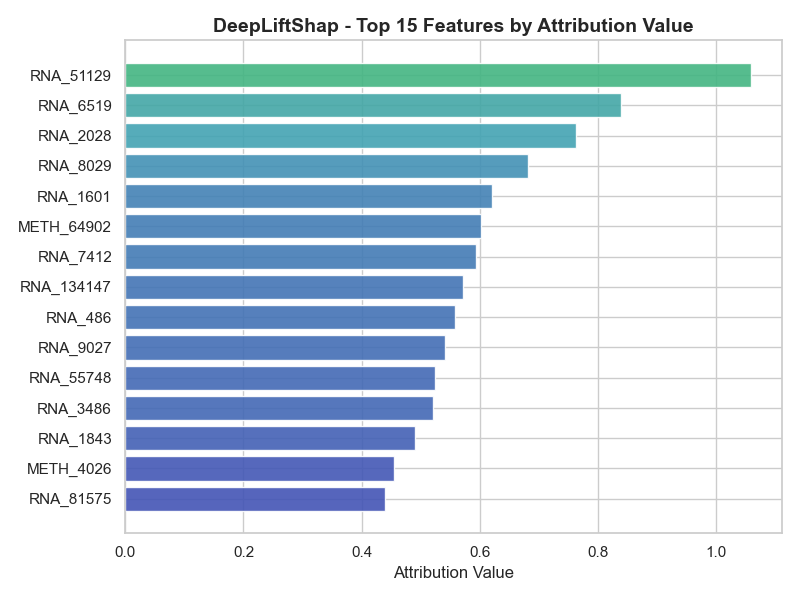 DeepLiftShap - Top 15 Features by Attribution Value
RNA_51129
RNA_6519
RNA_2028
RNA_8029
RNA_1601
METH_64902
RNA_7412
RNA_134147
RNA_486
RNA_9027
RNA_55748
RNA_3486
RNA_1843
METH_4026
RNA_81575
0.0 0.2 0.4 0.6 0.8 1.0
Attribution Value